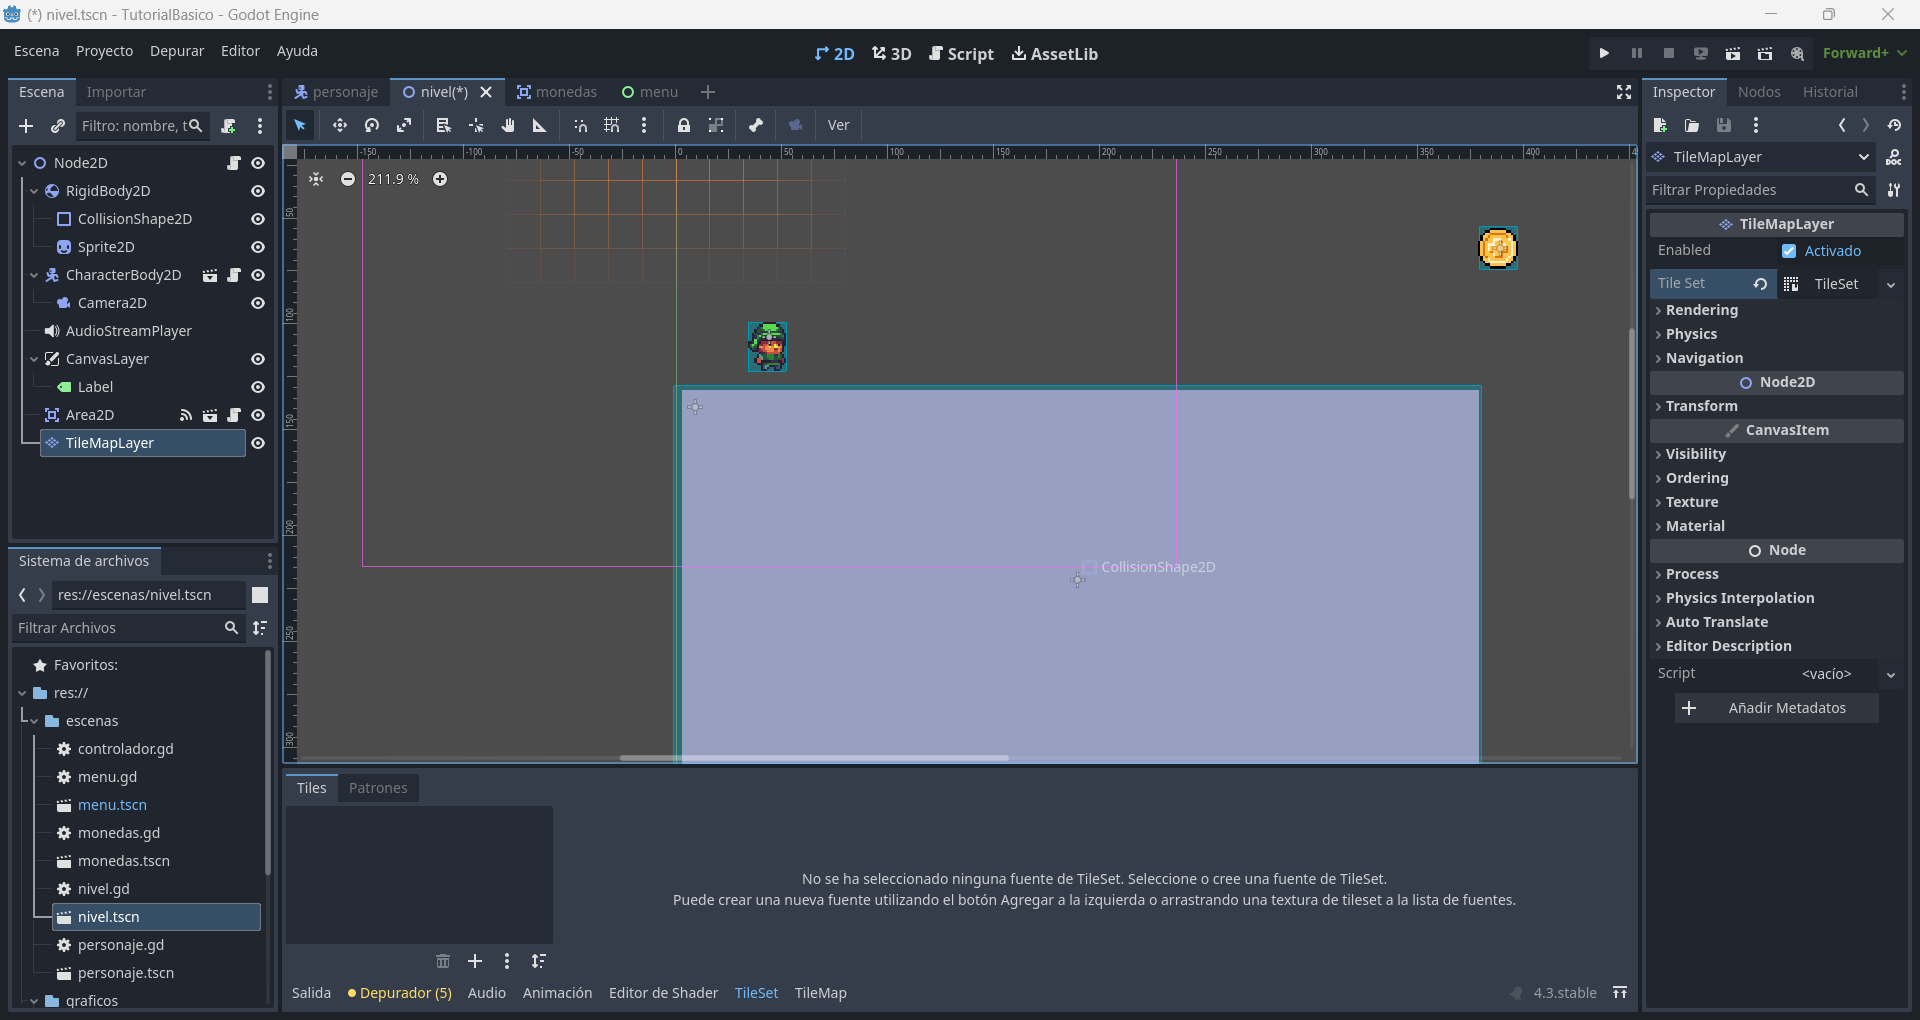 (*) nivel.tscn - TutorialBasico - Godot Engine
Escena Proyecto Depurar Editor Ayuda
2D 3D Script AssetLib
Forward+
Escena Importar
personaje nivel(*) monedas menu
Inspector Nodos Historial
Filtro: nombre, t
Ver
Node2D
RigidBody2D
CollisionShape2D
Sprite2D
CharacterBody2D
Camera2D
AudioStreamPlayer
CanvasLayer
Label
Area2D
TileMapLayer
Sistema de archivos
res://escenas/nivel.tscn
Filtrar Archivos
Favoritos:
res://
escenas
controlador.gd
menu.gd
menu.tscn
monedas.gd
monedas.tscn
nivel.gd
nivel.tscn
personaje.gd
personaje.tscn
graficos
-150 -100 -50 0 50 100 150 200 250 300 350 400
50
100
150
200
250
300
211.9 %
CollisionShape2D
Tiles Patrones
No se ha seleccionado ninguna fuente de TileSet. Seleccione o cree una fuente de TileSet.
Puede crear una nueva fuente utilizando el botón Agregar a la izquierda o arrastrando una textura de tileset a la lista de fuentes.
Salida Depurador (5) Audio Animación Editor de Shader TileSet TileMap
4.3.stable
TileMapLayer
DOC
Filtrar Propiedades
TileMapLayer
Enabled Activado
Tile Set TileSet
Rendering
Physics
Navigation
Node2D
Transform
CanvasItem
Visibility
Ordering
Texture
Material
Node
Process
Physics Interpolation
Auto Translate
Editor Description
Script <vacío>
Añadir Metadatos